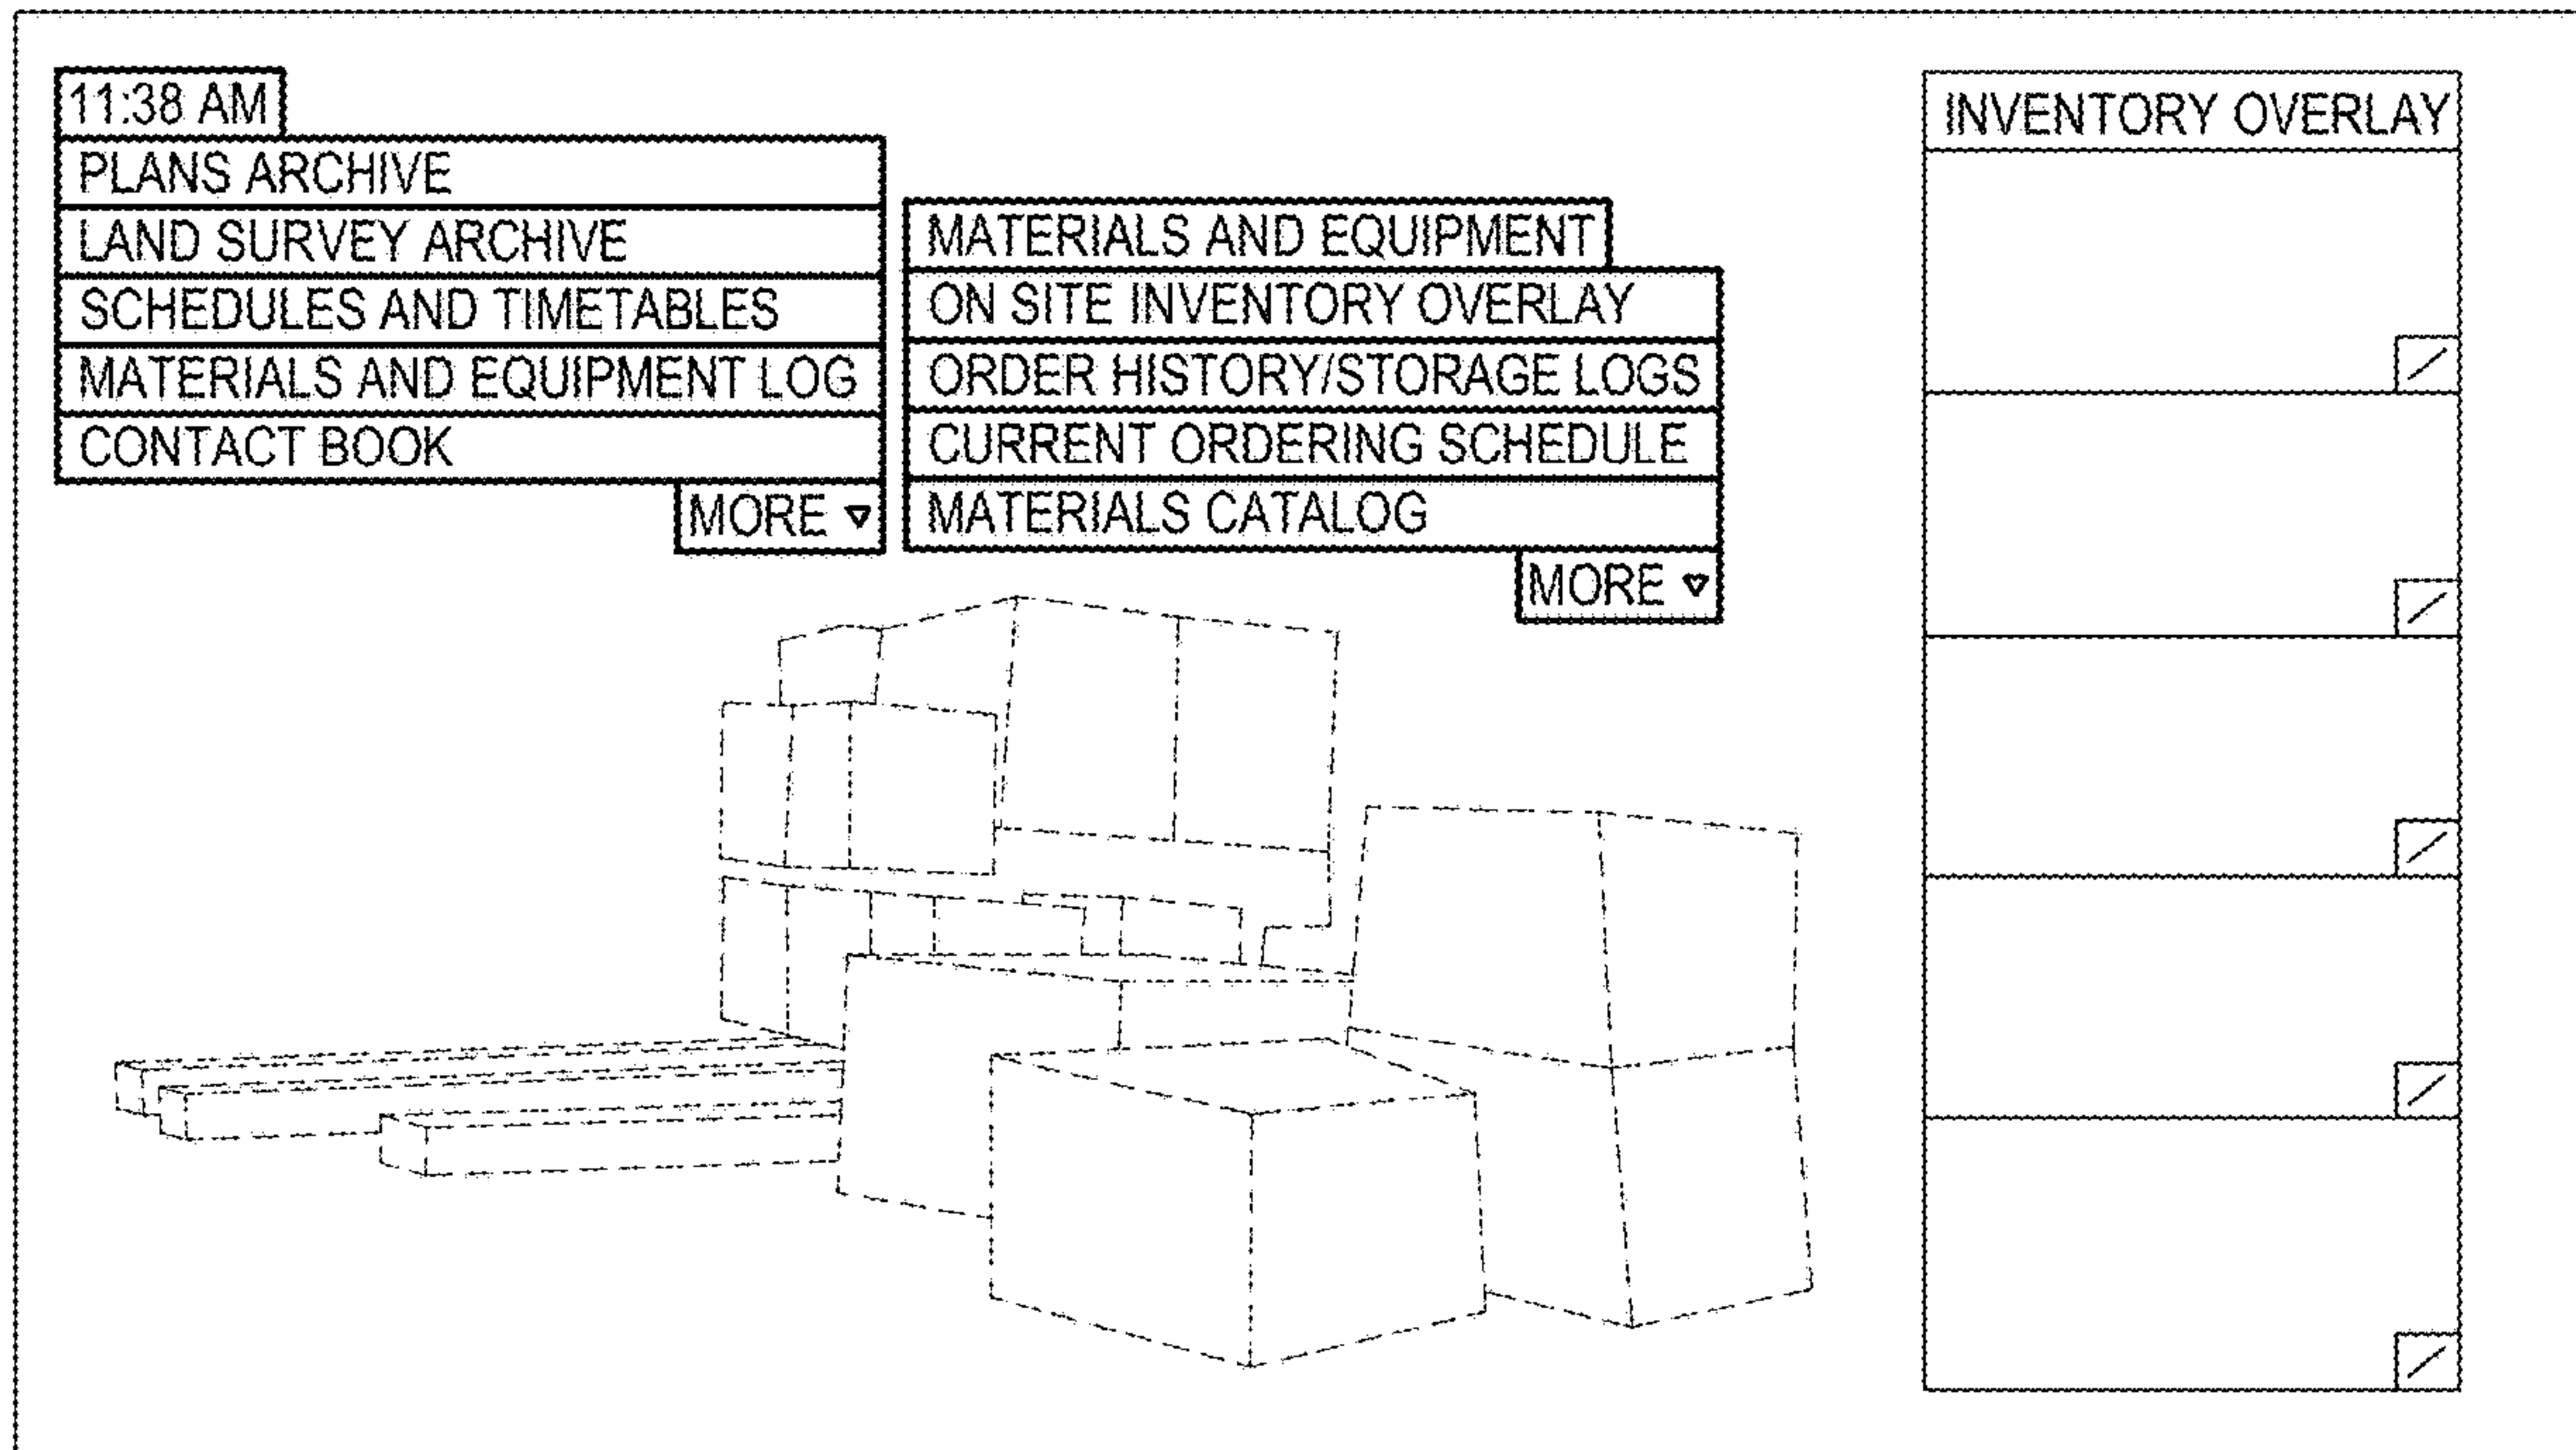 11:38 AM
PLANS ARCHIVE
LAND SURVEY ARCHIVE
SCHEDULES AND TIMETABLES
MATERIALS AND EQUIPMENT LOG
CONTACT BOOK
MORE
MATERIALS AND EQUIPMENT
ON SITE INVENTORY OVERLAY
ORDER HISTORY/STORAGE LOGS
CURRENT ORDERING SCHEDULE
MATERIALS CATALOG
MORE
INVENTORY OVERLAY